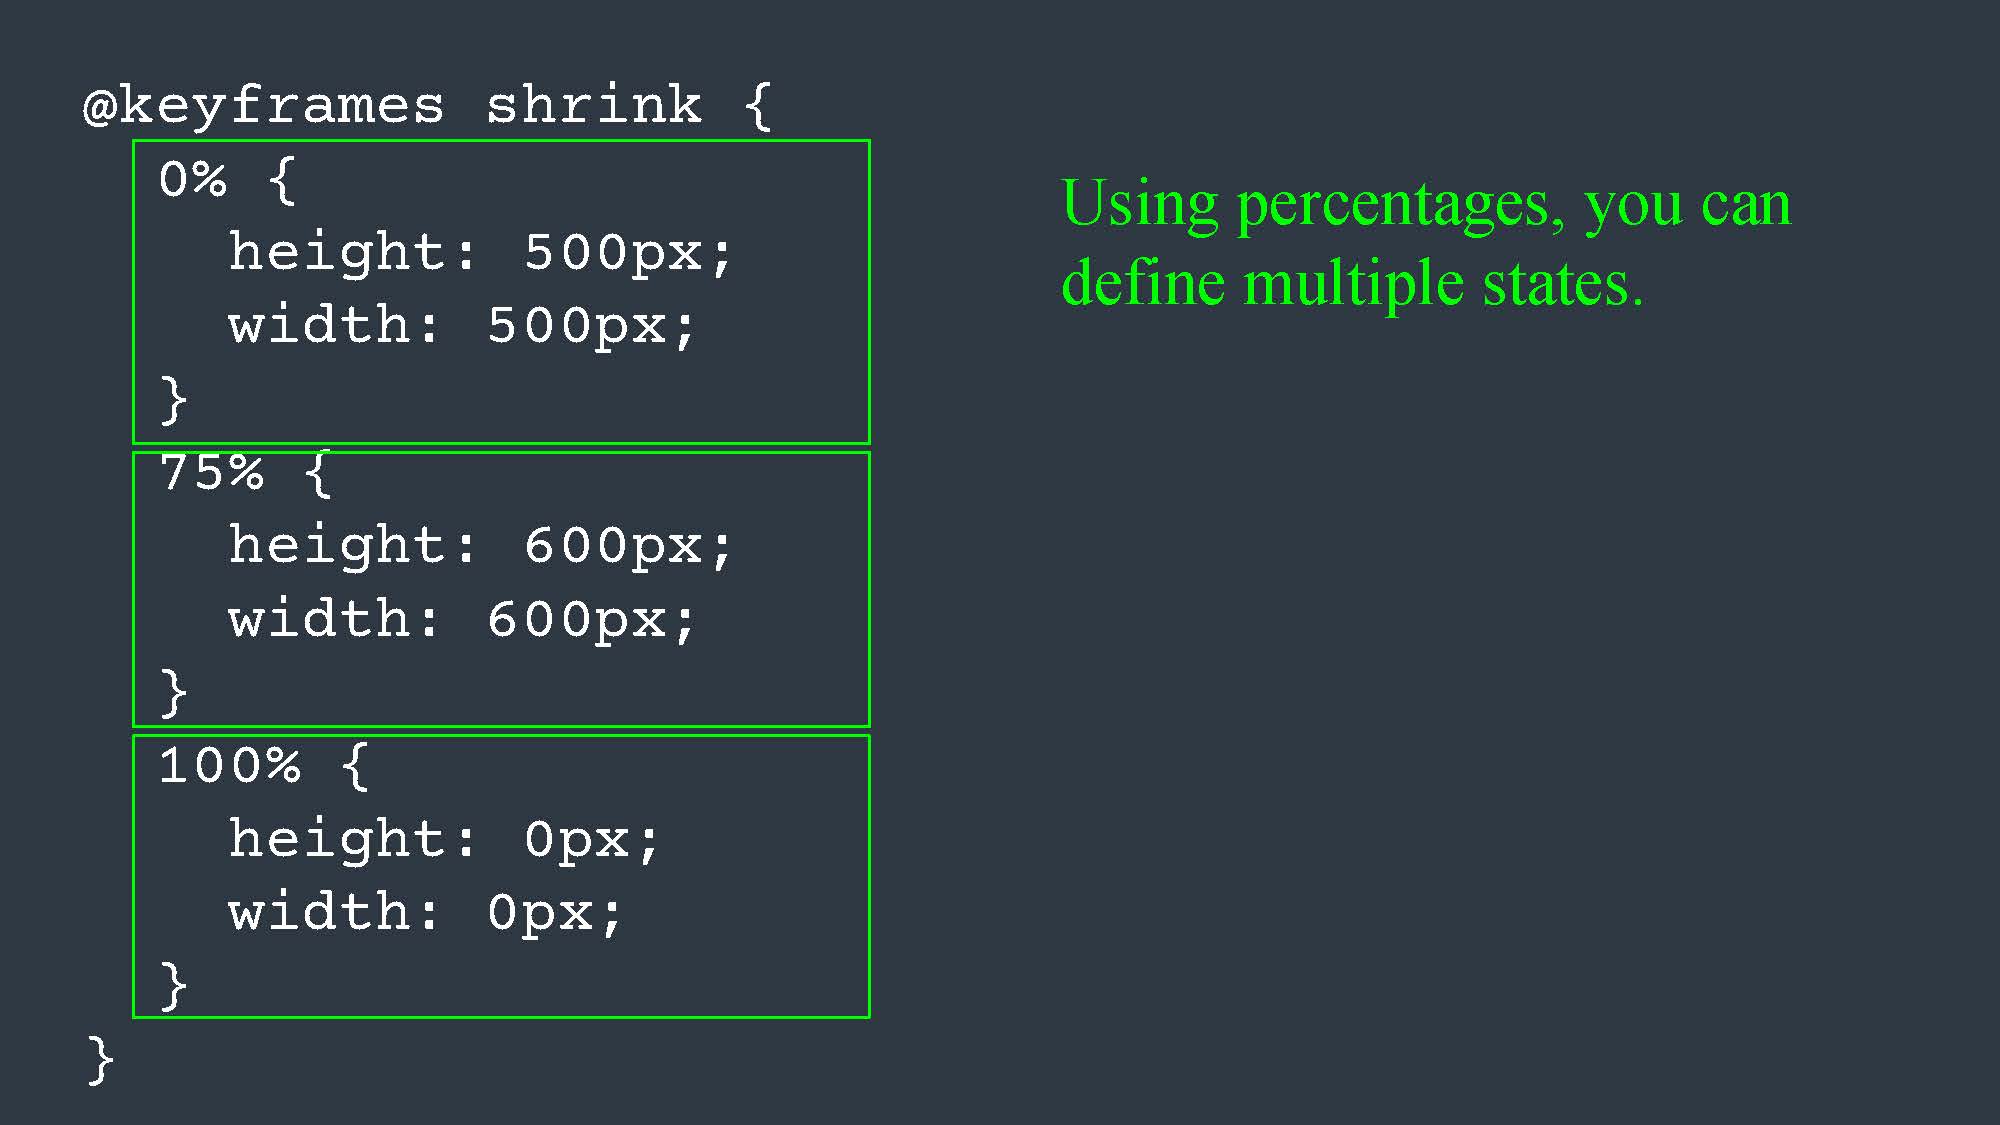 @keyframes shrink {
0% {
height: 500px;
width: 500px;
}
75% {
height: 600px;
width: 600px;
}
100% {
height: 0px;
width: 0px;
}
}
Using percentages, you can
define multiple states.